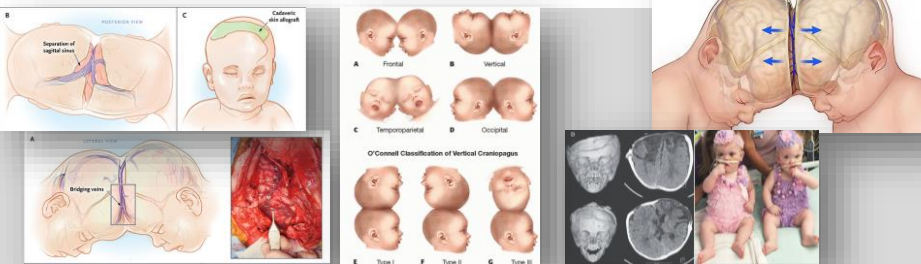 B
POSTERIOR VIEW
Separation of
sagittal sinus
C
Cadaveric
skin allograft
A
LATERAL VIEW
Bridging veins
A Frontal
B Vertical
C Temporoparietal
D Occipital
O'Connell Classification of Vertical Craniopagus
E Type I
F Type II
G Type III
D